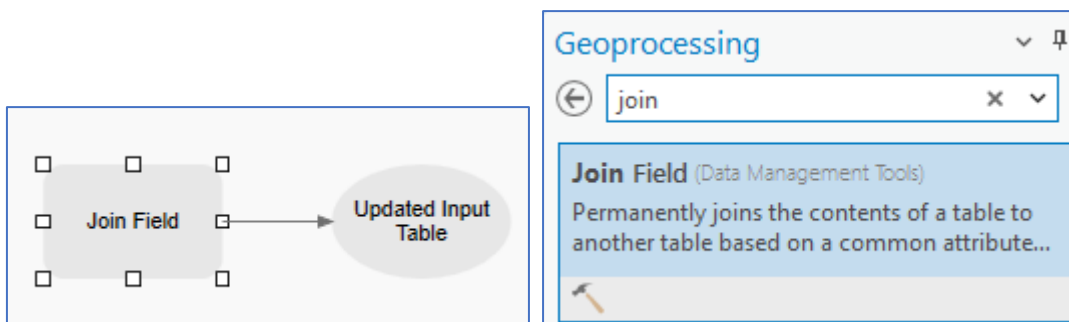 Join Field
Updated Input
Table
Geoprocessing
join
Join Field (Data Management Tools)
Permanently joins the contents of a table to
another table based on a common attribute...